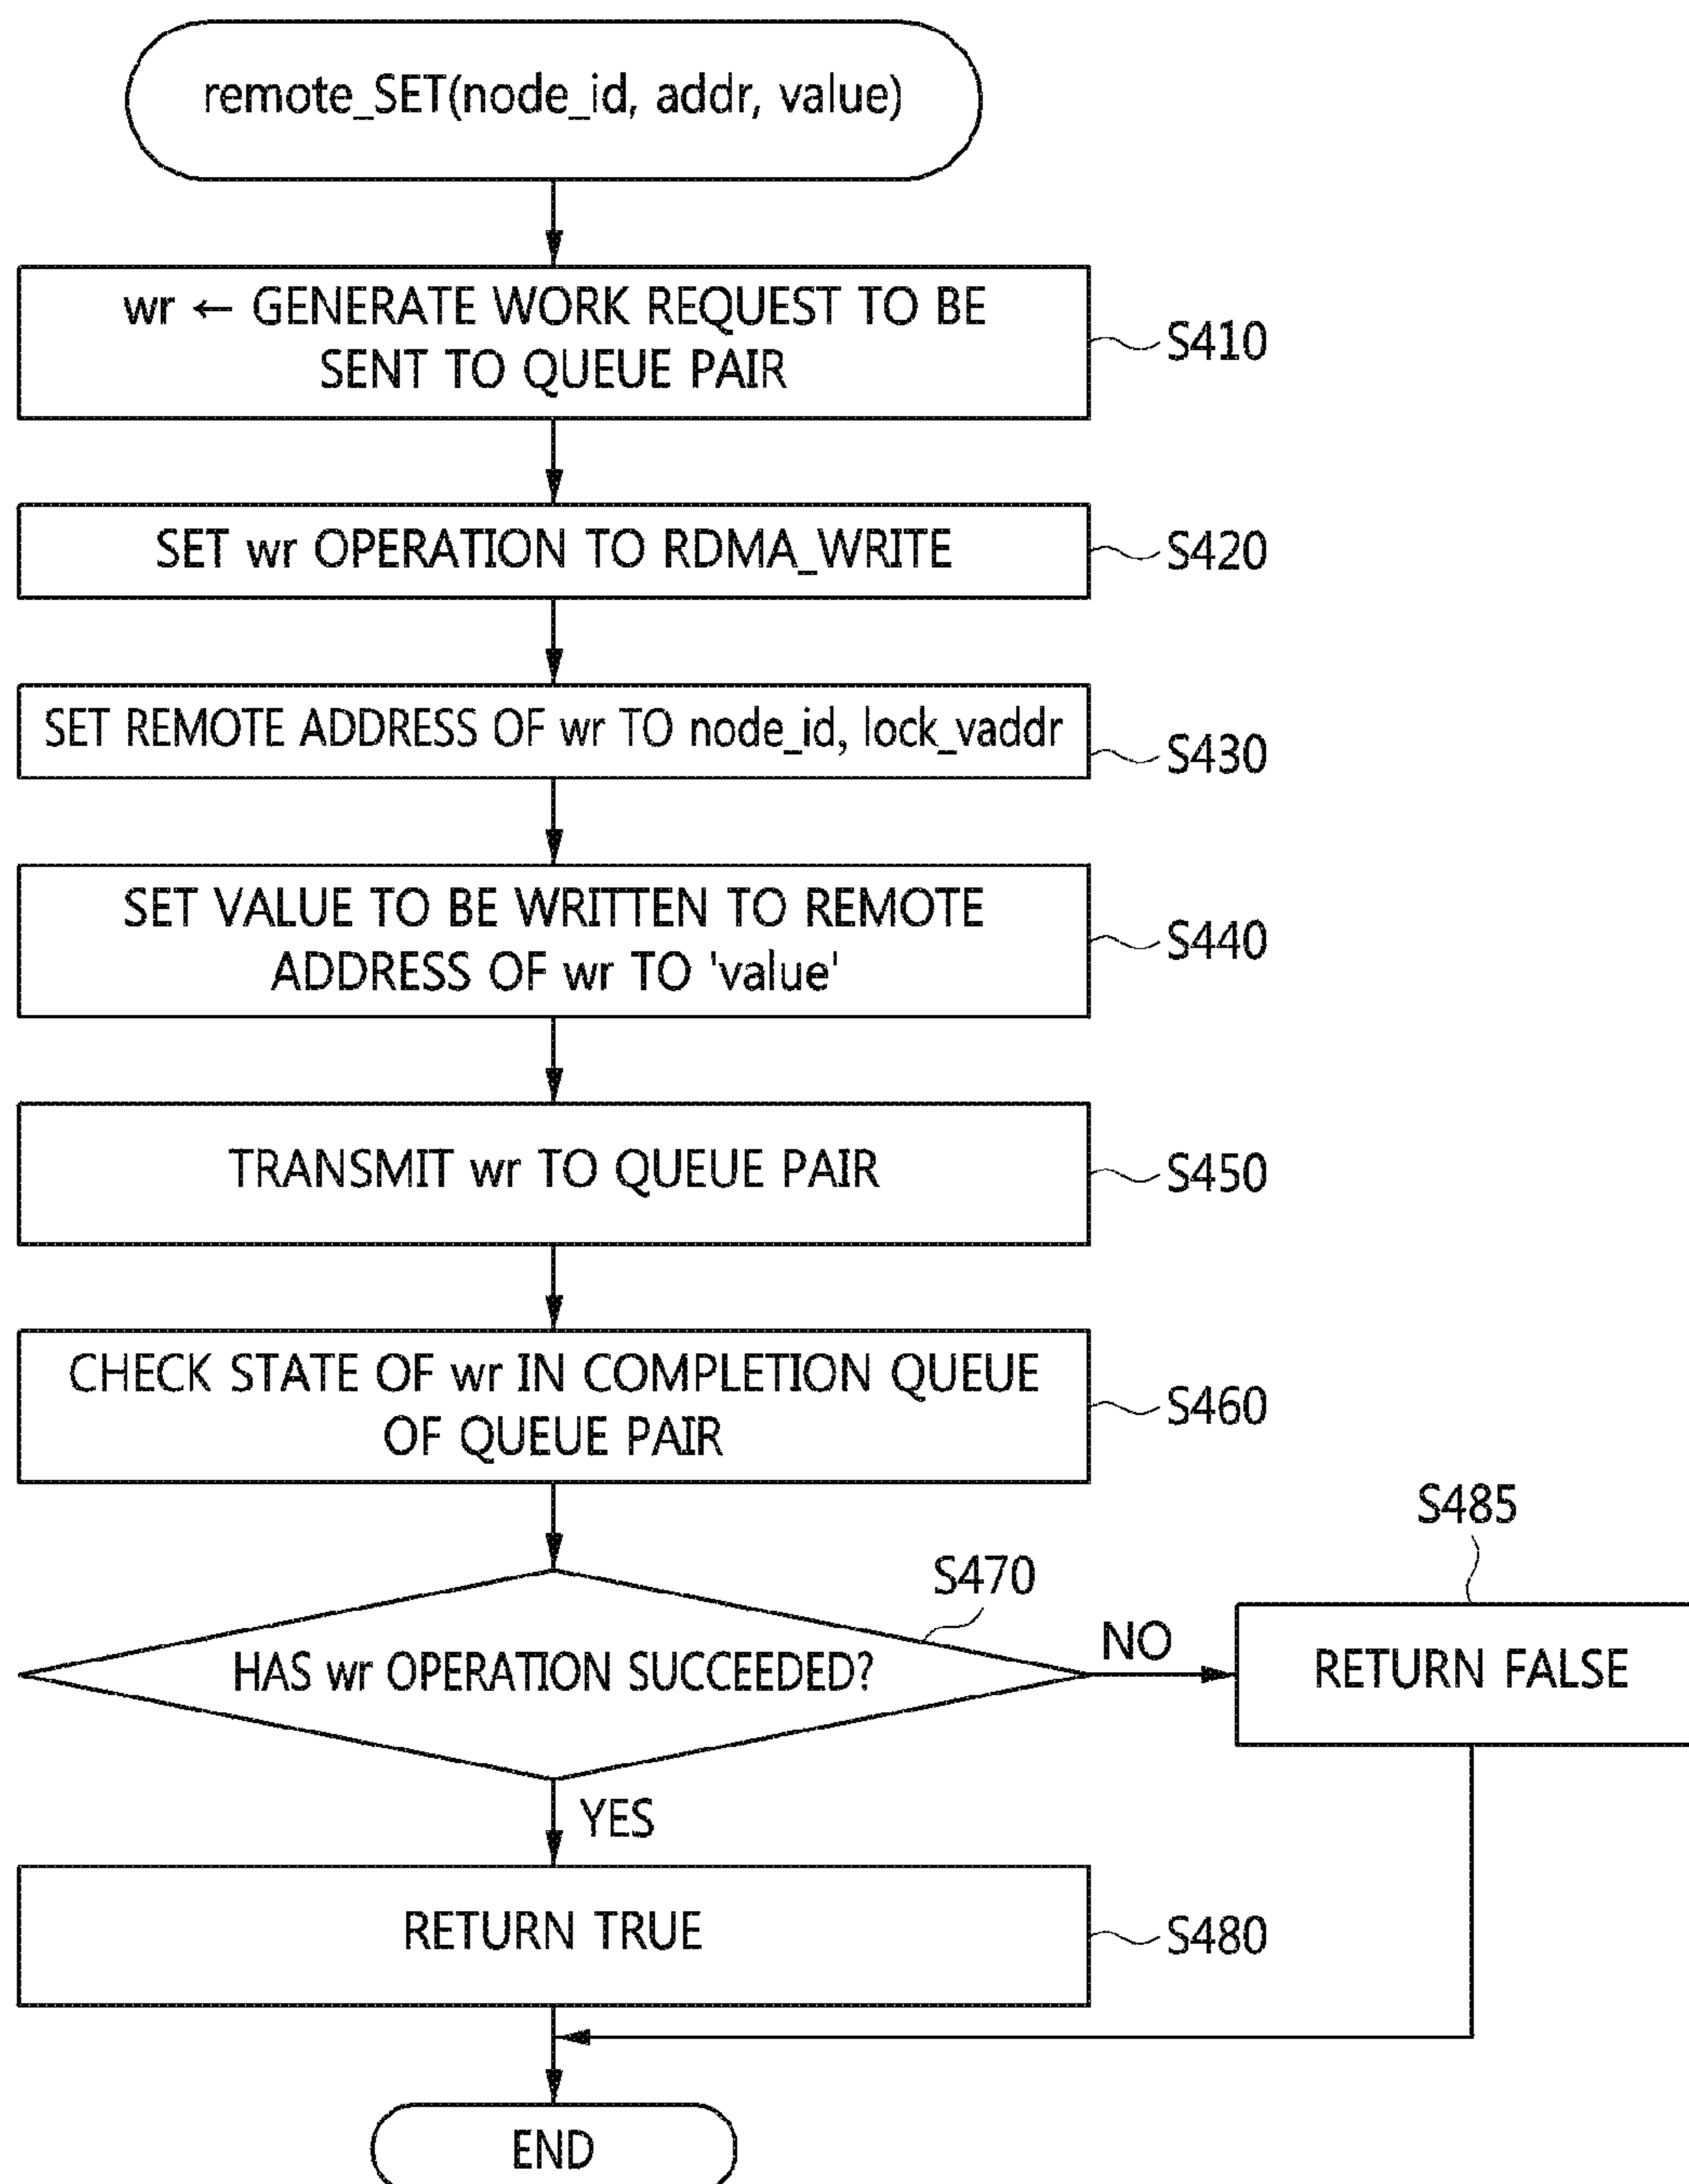 remote_SET(node_id, addr, value)
wr ← GENERATE WORK REQUEST TO BE
SENT TO QUEUE PAIR
S410
SET wr OPERATION TO RDMA_WRITE
S420
SET REMOTE ADDRESS OF wr TO node_id, lock_vaddr
S430
SET VALUE TO BE WRITTEN TO REMOTE
ADDRESS OF wr TO 'value'
S440
TRANSMIT wr TO QUEUE PAIR
S450
CHECK STATE OF wr IN COMPLETION QUEUE
OF QUEUE PAIR
S460
S470
HAS wr OPERATION SUCCEEDED?
NO
S485
RETURN FALSE
YES
RETURN TRUE
S480
END